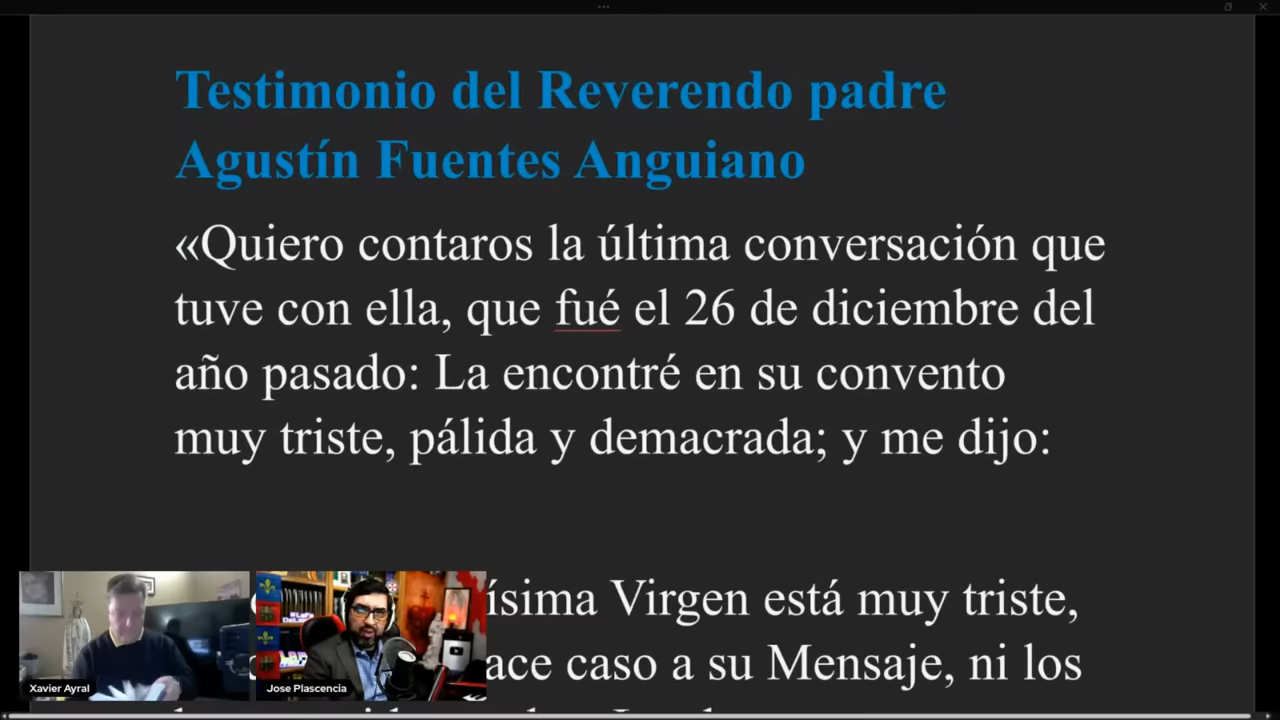 Testimonio del Reverendo padre
Agustín Fuentes Anguiano
«Quiero contaros la última conversación que
tuve con ella, que fué el 26 de diciembre del
año pasado: La encontré en su convento
muy triste, pálida y demacrada; y me dijo:
ísima Virgen está muy triste,
ace caso a su Mensaje, ni los
Xavier Ayral
Jose Plascencia